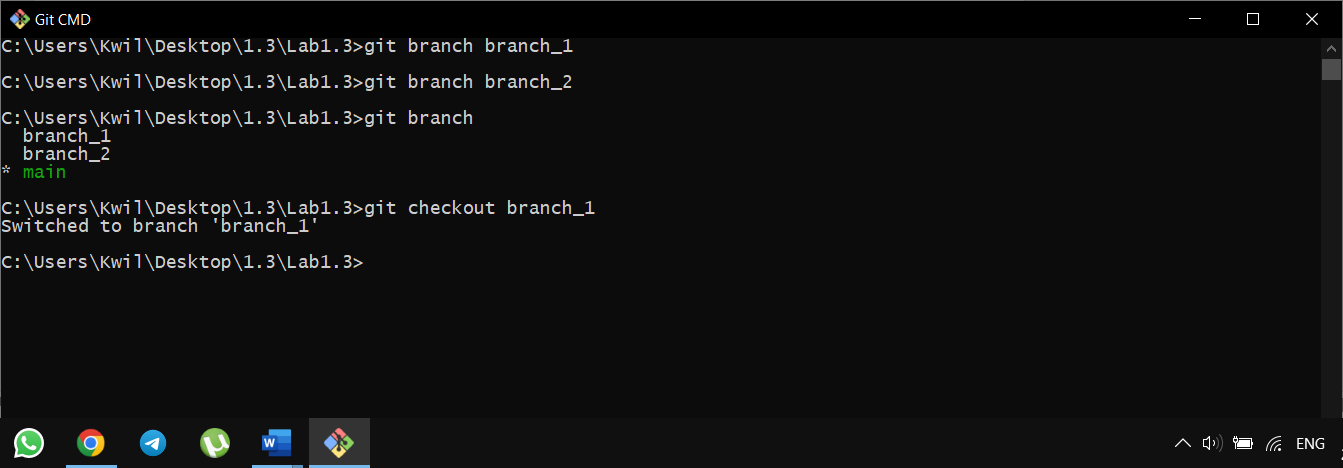 Git CMD
C:\Users\Kwil\Desktop\1.3\Lab1.3>git branch branch_1
C:\Users\Kwil\Desktop\1.3\Lab1.3>git branch branch_2
C:\Users\Kwil\Desktop\1.3\Lab1.3>git branch
  branch_1
  branch_2
* main
C:\Users\Kwil\Desktop\1.3\Lab1.3>git checkout branch_1
Switched to branch 'branch_1'
C:\Users\Kwil\Desktop\1.3\Lab1.3>
W
ENG